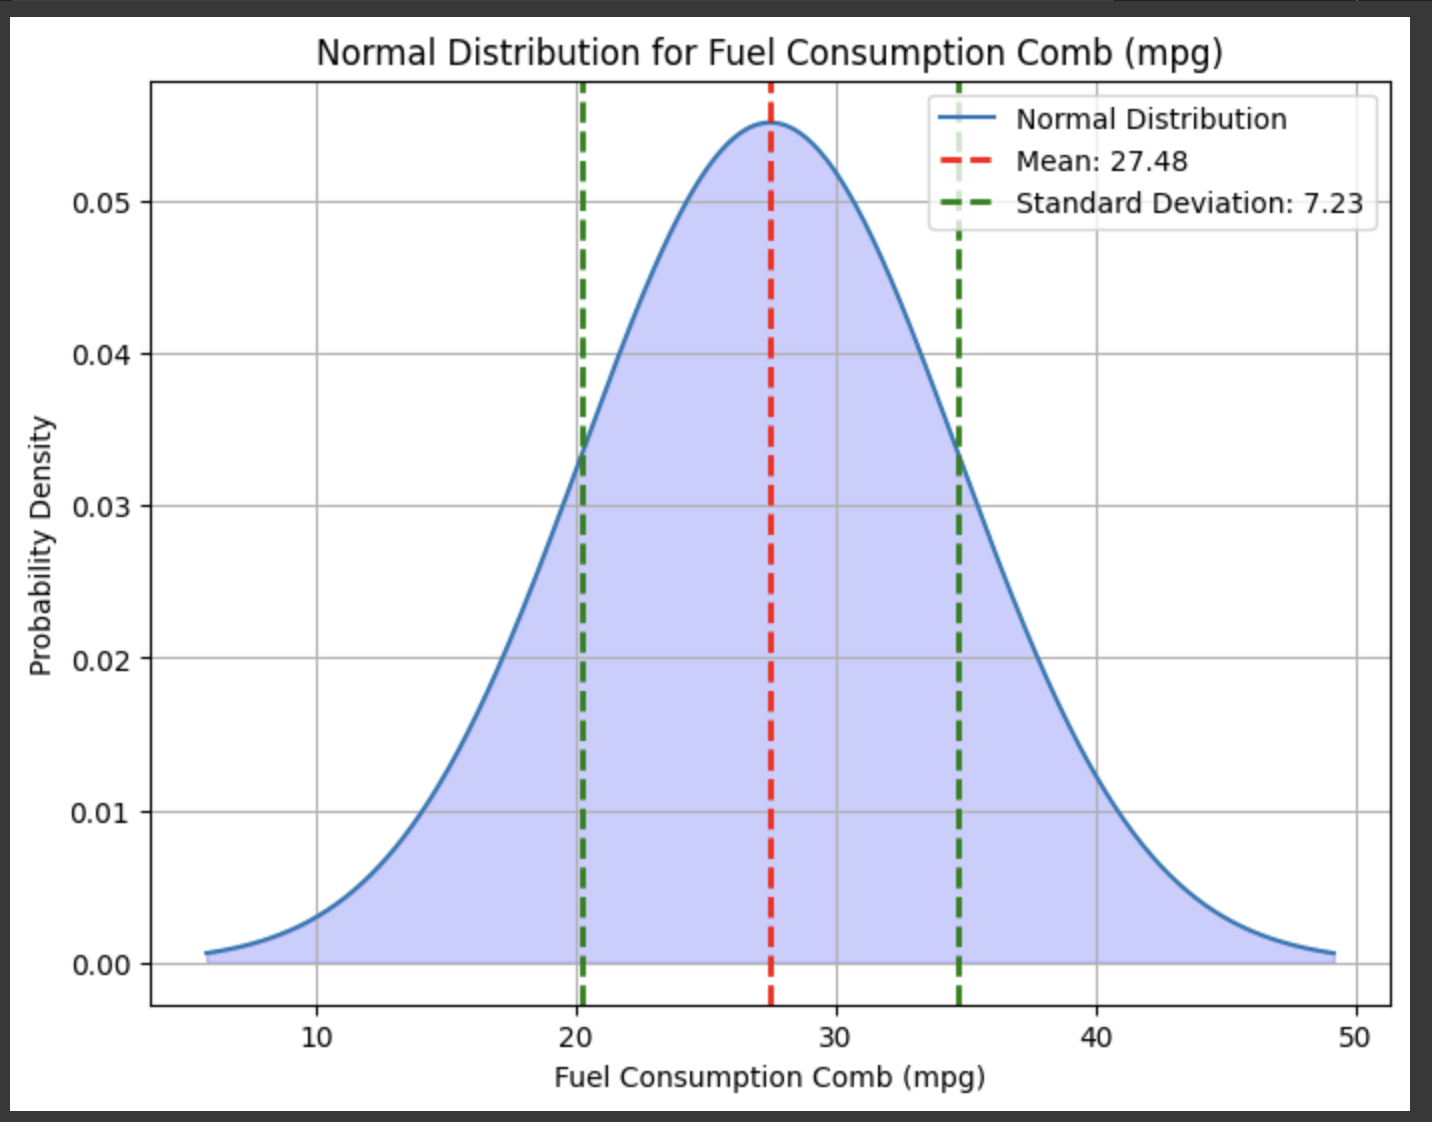 Normal Distribution for Fuel Consumption Comb (mpg)
Normal Distribution
Mean: 27.48
Standard Deviation: 7.23
Probability Density
0.05
0.04
0.03
0.02
0.01
0.00
10 20 30 40 50
Fuel Consumption Comb (mpg)